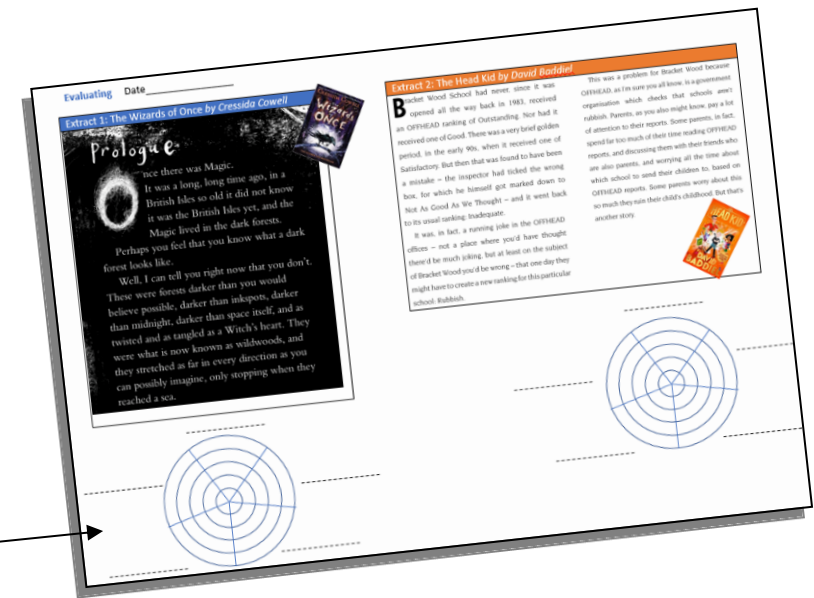 Evaluating Date_______________
Extract 1: The Wizards of Once by Cressida Cowell
Wizards
of
ONCE
Prologue
Once there was Magic.
It was a long, long time ago, in a
British Isles so old it did not know
it was the British Isles yet, and the
Magic lived in the dark forests.
Perhaps you feel that you know what a dark
forest looks like.
Well, I can tell you right now that you don't.
These were forests darker than you would
believe possible, darker than inkspots, darker
than midnight, darker than space itself, and as
twisted and as tangled as a Witch's heart. They
were what is now known as wildwoods, and
they stretched as far in every direction as you
can possibly imagine, only stopping when they
reached a sea.
Extract 2: The Head Kid by David Baddiel
Bracket Wood School had never, since it was
opened all the way back in 1983, received
an OFFHEAD ranking of Outstanding. Nor had it
received one of Good. There was a very brief golden
period, in the early 90s, when it received one of
Satisfactory. But then that was found to have been
a mistake – the inspector had ticked the wrong
box, for which he himself got marked down to
Not As Good As We Thought – and it went back
to its usual ranking: Inadequate.
It was, in fact, a running joke in the OFFHEAD
offices – not a place where you'd have thought
there'd be much joking, but at least on the subject
of Bracket Wood you'd be wrong – that one day they
might have to create a new ranking for this particular
school: Rubbish.
This was a problem for Bracket Wood because
OFFHEAD, as I'm sure you all know, is a government
organisation which checks that schools aren't
rubbish. Parents, as you also might know, pay a lot
of attention to their reports. Some parents, in fact,
spend far too much of their time reading OFFHEAD
reports, and discussing them with their friends who
are also parents, and worrying all the time about
which school to send their children to, based on
OFFHEAD reports. Some parents worry about this
so much they ruin their child's childhood. But that's
another story.
HEAD KID
DAVID
BADDIEL